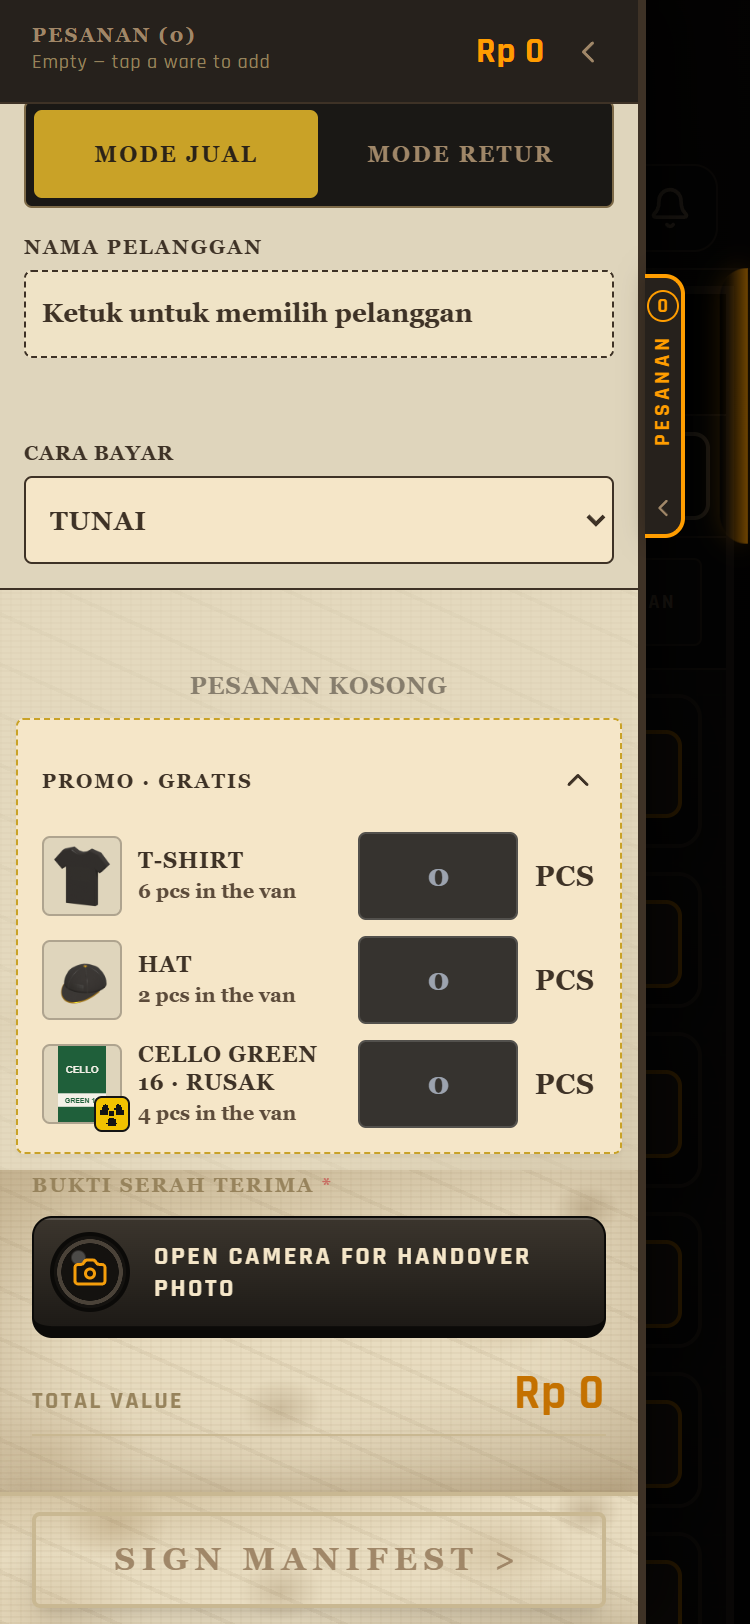 PESANAN (0)
Empty — tap a ware to add
Rp 0
MODE JUAL
MODE RETUR
NAMA PELANGGAN
Ketuk untuk memilih pelanggan
0
PESANAN
CARA BAYAR
TUNAI
AN
PESANAN KOSONG
PROMO · GRATIS
T-SHIRT
6 pcs in the van
0
PCS
HAT
2 pcs in the van
0
PCS
CELLO
GREEN 1
CELLO GREEN
16 · RUSAK
4 pcs in the van
0
PCS
BUKTI SERAH TERIMA *
OPEN CAMERA FOR HANDOVER
PHOTO
TOTAL VALUE
Rp 0
SIGN MANIFEST >